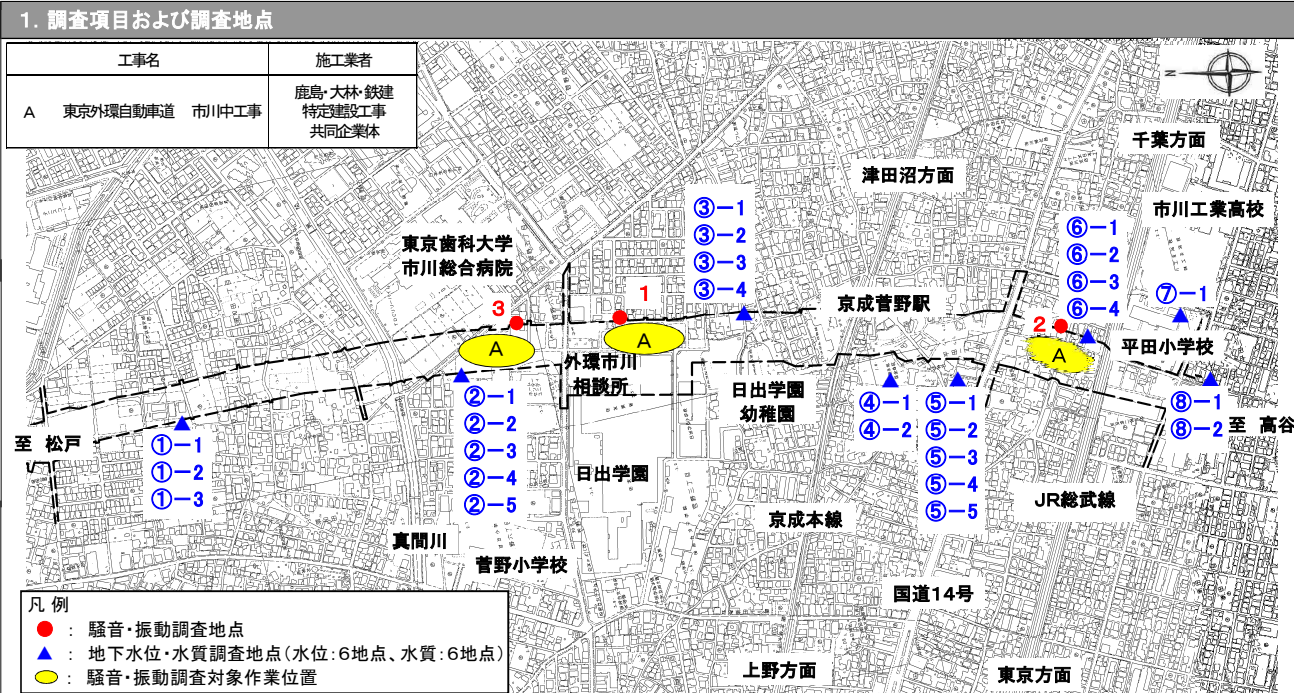 1. 調査項目および調査地点
工事名
施工業者
A 東京外環自動車道 市川中工事
鹿島・大林・鉄建
特定建設工事
共同企業体
N
千葉方面
津田沼方面
市川工業高校
東京歯科大学
市川総合病院
③-1
③-2
③-3
③-4
⑥-1
⑥-2
⑥-3
⑥-4
⑦-1
京成菅野駅
3
1
2
A
A
A
平田小学校
外環市川
相談所
日出学園
幼稚園
②-1
②-2
②-3
②-4
②-5
④-1
④-2
⑤-1
⑤-2
⑤-3
⑤-4
⑤-5
⑧-1
⑧-2
至 高谷
至 松戸
①-1
①-2
①-3
日出学園
JR総武線
京成本線
真間川
菅野小学校
国道14号
上野方面
東京方面
凡 例
● : 騒音・振動調査地点
▲ : 地下水位・水質調査地点(水位:6地点、水質:6地点)
: 騒音・振動調査対象作業位置